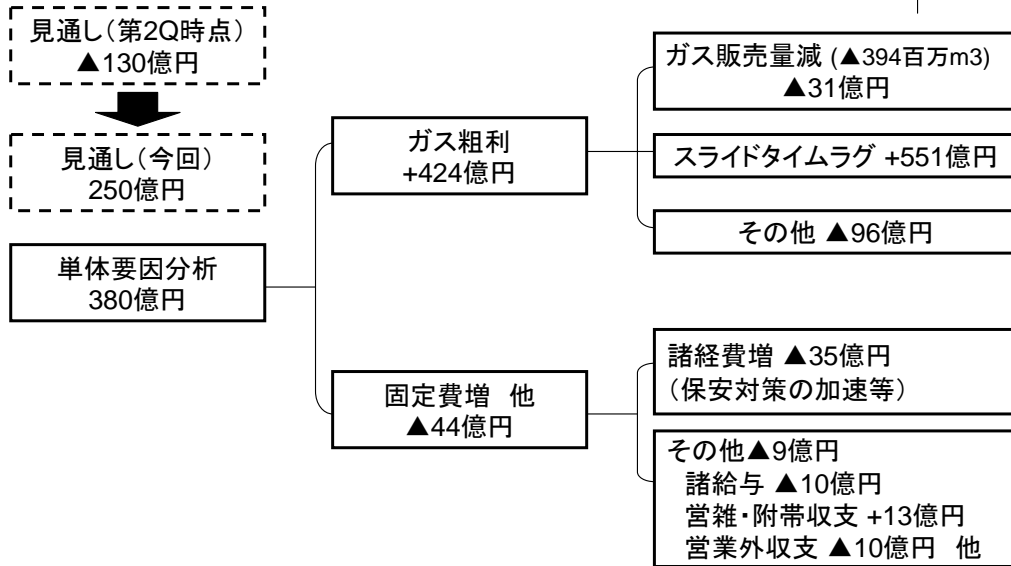 見通し（第2Q時点）
▲130億円
見通し（今回）
250億円
単体要因分析
380億円
ガス粗利
+424億円
固定費増 他
▲44億円
ガス販売量減 (▲394百万m3)
▲31億円
スライドタイムラグ +551億円
その他 ▲96億円
諸経費増 ▲35億円
（保安対策の加速等）
その他▲9億円
諸給与 ▲10億円
営雑・附帯収支 +13億円
営業外収支 ▲10億円 他